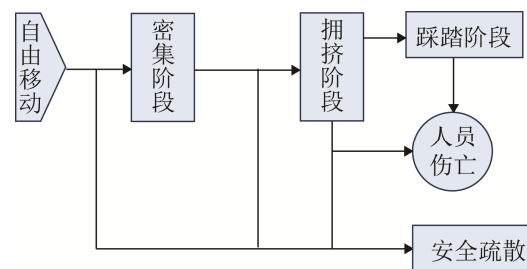 自由移动
密集阶段
拥挤阶段
踩踏阶段
人员
伤亡
安全疏散